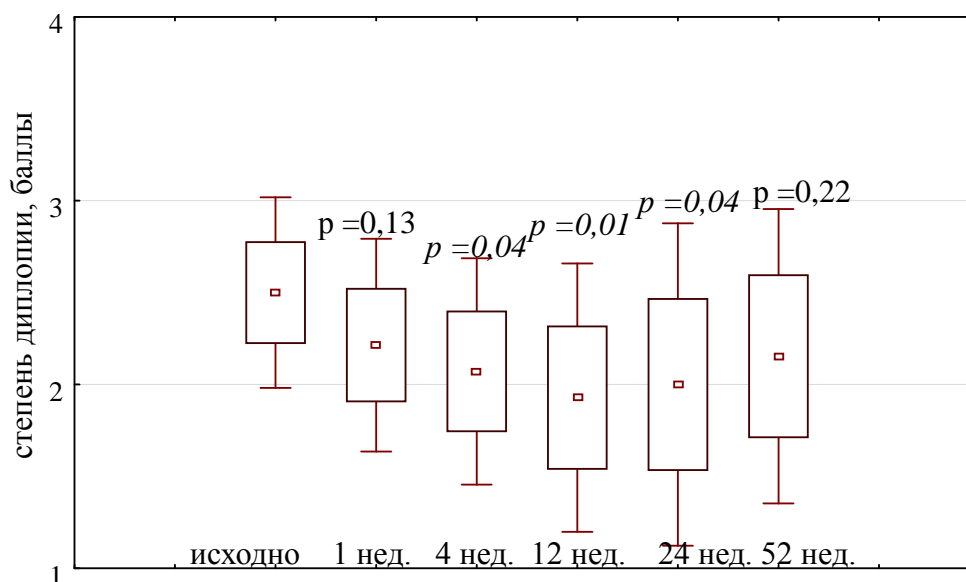 степень диплопии, баллы
4
3
2
1
p =0,13
p =0,04
p =0,01
p =0,04
p =0,22
исходно 1 нед. 4 нед. 12 нед. 24 нед. 52 нед.